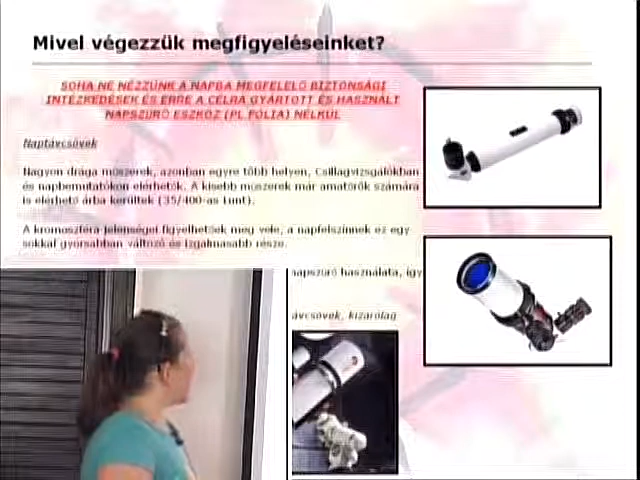 Mivel végezzük megfigyeléseinket?
SOHA NE NÉZZÜNK A NAPBA MEGFELELŐ BIZTONSÁGI
INTÉZKEDÉSEK ÉS ERRE A CÉLRA GYÁRTOTT ÉS HASZNÁLT
NAPSZŰRŐ ESZKÖZ (PL FÓLIA) NÉLKÜL
Naptávcsövek
Nagyon drága műszerek, azonban egyre több helyen, Csillagvizsgálókban
és napbemutatókon elérhetők. A kisebb műszerek már amatőrök számára
is elérhető árba kerültek (35/400-as Lunt).
A kromoszféra jelenségei figyelhetőek meg vele, a napfelszínnek ez egy
sokkal gyorsabban változó és izgalmasabb része.
napszűrő használata, így
ávcsövek, kizárólag